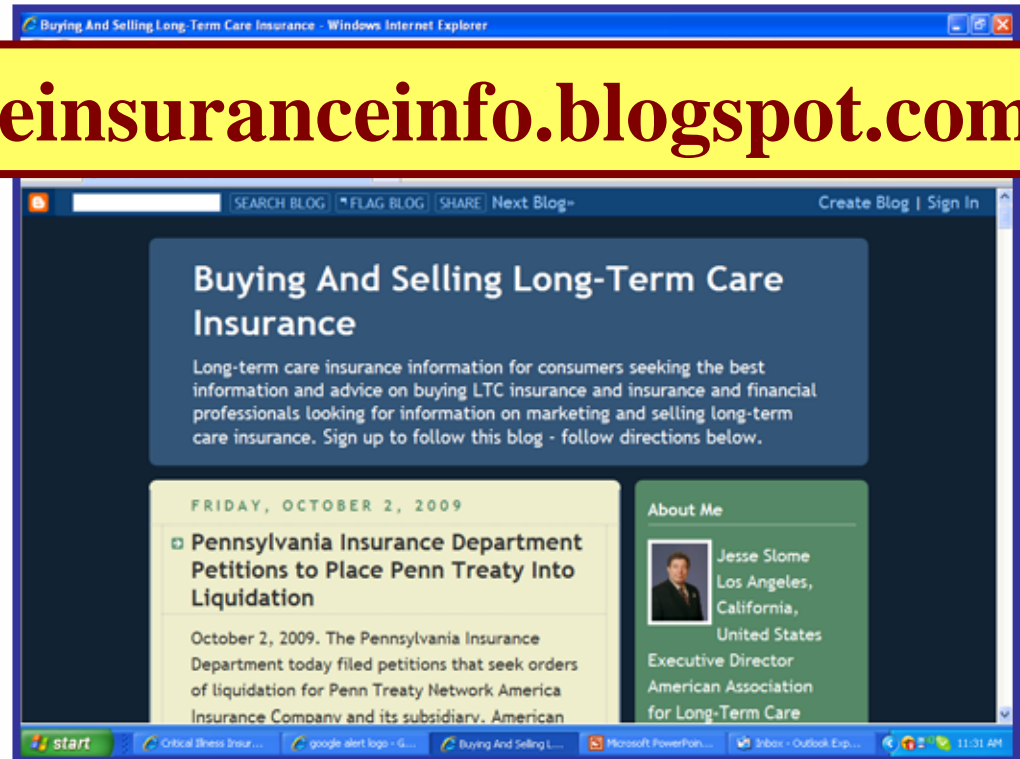 Buying And Selling Long-Term Care Insurance - Windows Internet Explorer
einsuranceinfo.blogspot.com
SEARCH BLOG FLAG BLOG SHARE Next Blog» Create Blog | Sign In
Buying And Selling Long-Term Care
Insurance
Long-term care insurance information for consumers seeking the best
information and advice on buying LTC insurance and insurance and financial
professionals looking for information on marketing and selling long-term
care insurance. Sign up to follow this blog - follow directions below.
FRIDAY, OCTOBER 2, 2009
Pennsylvania Insurance Department
Petitions to Place Penn Treaty Into
Liquidation
October 2, 2009. The Pennsylvania Insurance
Department today filed petitions that seek orders
of liquidation for Penn Treaty Network America
Insurance Company and its subsidiary, American
About Me
Jesse Slome
Los Angeles,
California,
United States
Executive Director
American Association
for Long-Term Care
start Critical Illness Insur... google alert logo - G... Buying And Selling L... Microsoft PowerPoin... Inbox - Outlook Exp... 11:31 AM